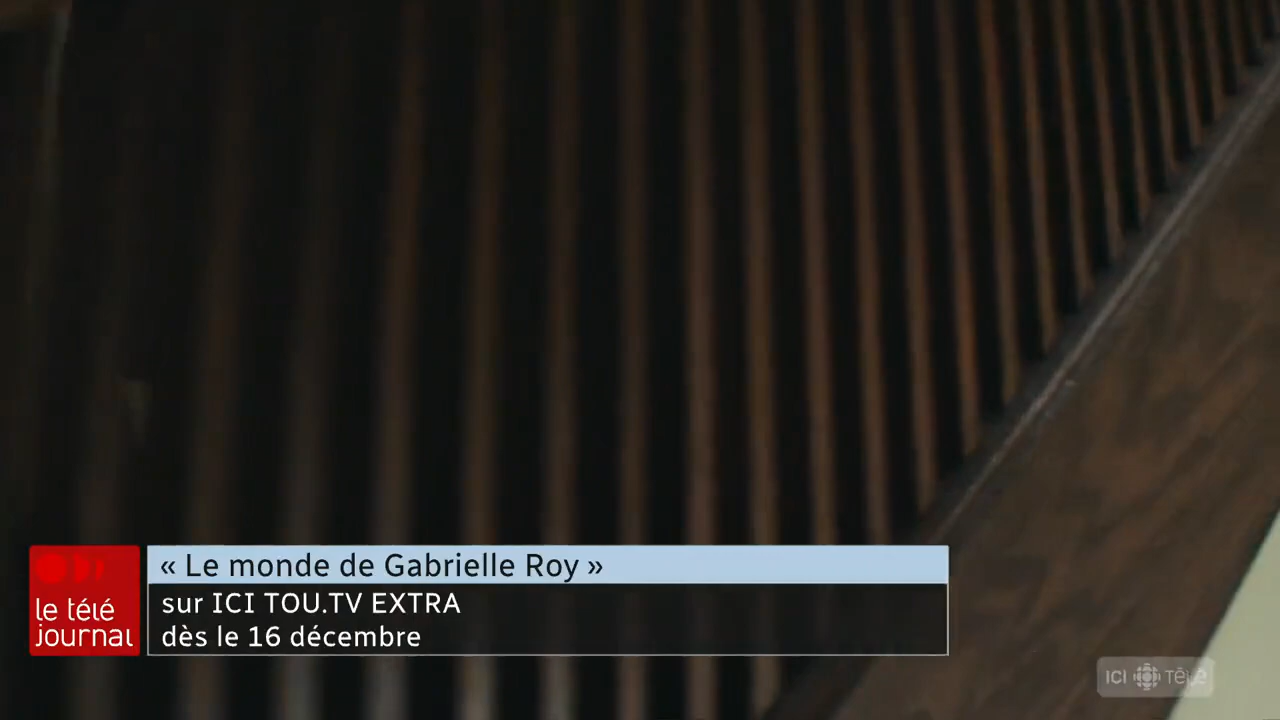 « Le monde de Gabrielle Roy »
sur ICI TOU.TV EXTRA
dès le 16 décembre
le télé
journal
ICI TÉLÉ